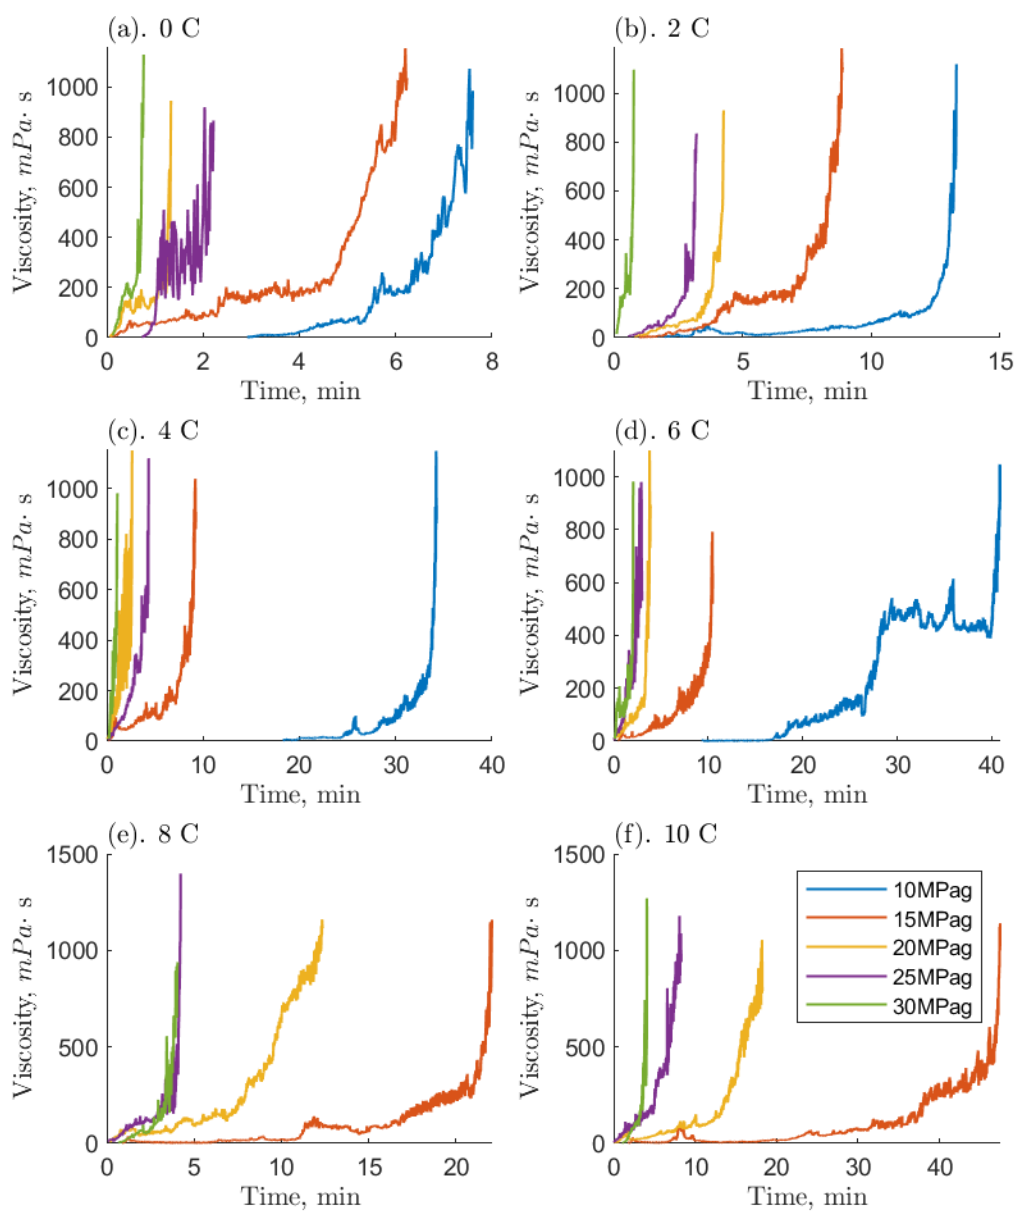 (a). 0 C
1000
800
600
400
200
0
Viscosity, mPa· s
0 2 4 6 8
Time, min
(b). 2 C
1000
800
600
400
200
0
Viscosity, mPa· s
0 5 10 15
Time, min
(c). 4 C
1000
800
600
400
200
0
Viscosity, mPa· s
0 10 20 30 40
Time, min
(d). 6 C
1000
800
600
400
200
0
Viscosity, mPa· s
0 10 20 30 40
Time, min
(e). 8 C
1500
1000
500
0
Viscosity, mPa· s
0 5 10 15 20
Time, min
(f). 10 C
1500
1000
500
0
Viscosity, mPa· s
0 10 20 30 40
Time, min
10MPag
15MPag
20MPag
25MPag
30MPag